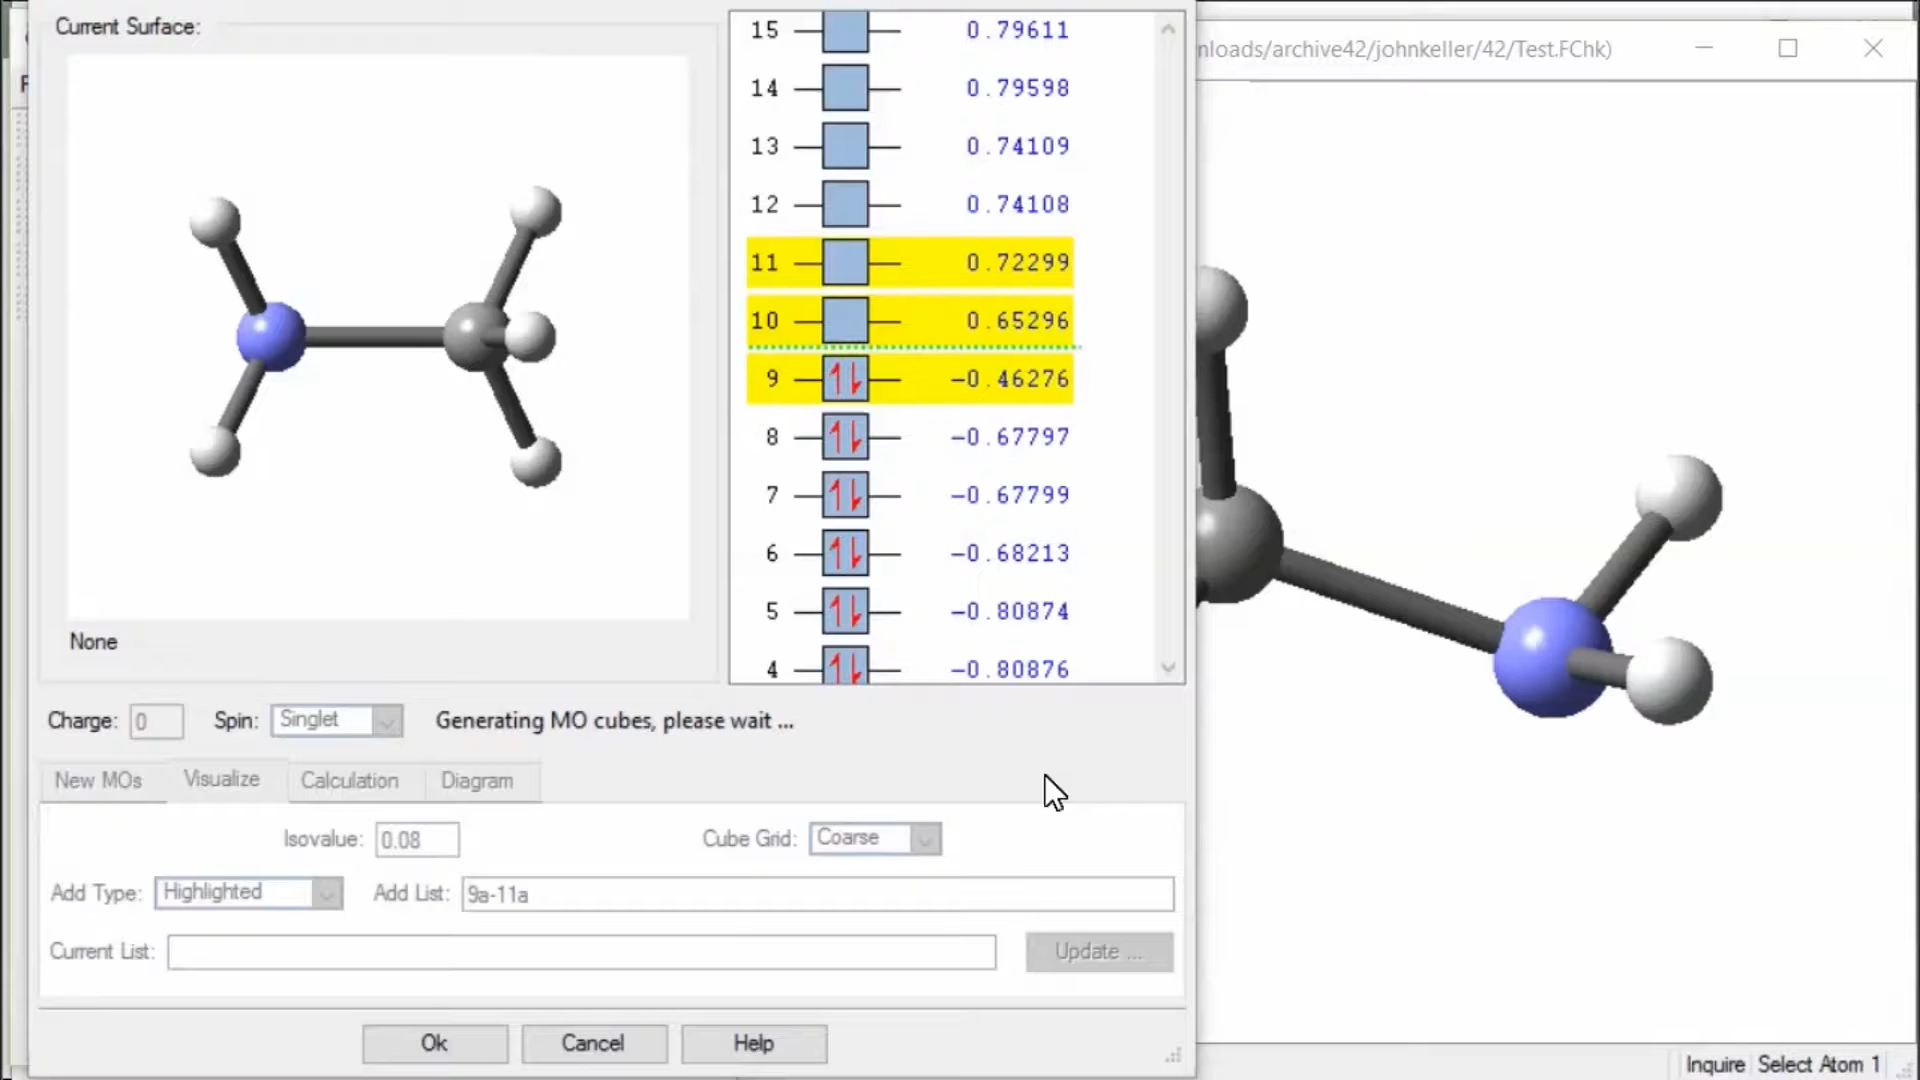 Current Surface:
15 0.79611
14 0.79598
13 0.74109
12 0.74108
11 0.72299
10 0.65296
9 -0.46276
8 -0.67797
7 -0.67799
6 -0.68213
5 -0.80874
4 -0.80876
None
Charge: 0 Spin: Singlet Generating MO cubes, please wait ...
New MOs Visualize Calculation Diagram
Isovalue: 0.08 Cube Grid: Coarse
Add Type: Highlighted Add List: 9a-11a
Current List: Update ...
Ok Cancel Help
nloads/archive42/johnkeller/42/Test.FChk)
Inquire Select Atom 1